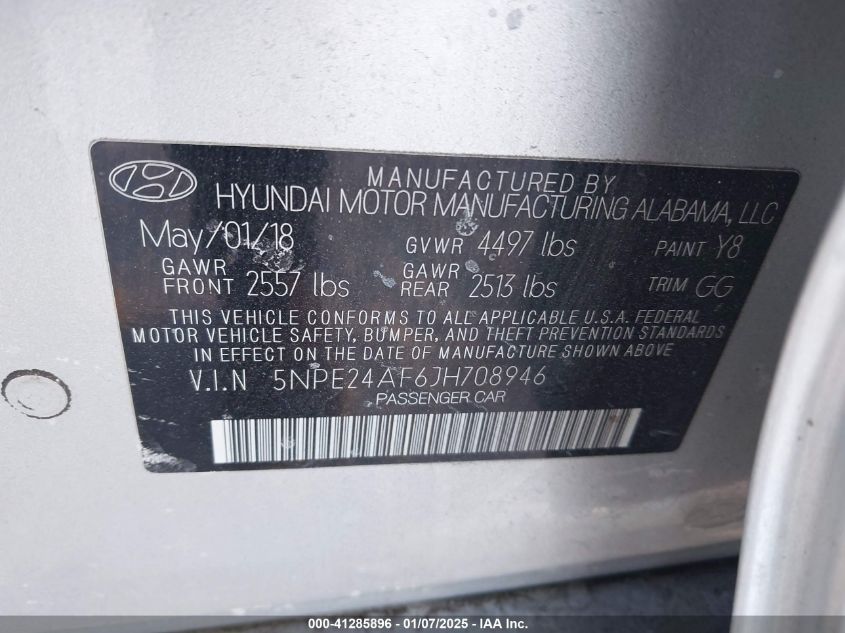 MANUFACTURED BY
HYUNDAI MOTOR MANUFACTURING ALABAMA, LLC
May/01/18 GVWR 4497 lbs PAINT Y8
GAWR FRONT 2557 lbs GAWR REAR 2513 lbs TRIM GG
THIS VEHICLE CONFORMS TO ALL APPLICABLE U.S.A. FEDERAL
MOTOR VEHICLE SAFETY, BUMPER, AND THEFT PREVENTION STANDARDS
IN EFFECT ON THE DATE OF MANUFACTURE SHOWN ABOVE
V.I.N 5NPE24AF6JH708946
PASSENGER CAR
000-41285896 - 01/07/2025 - IAA Inc.